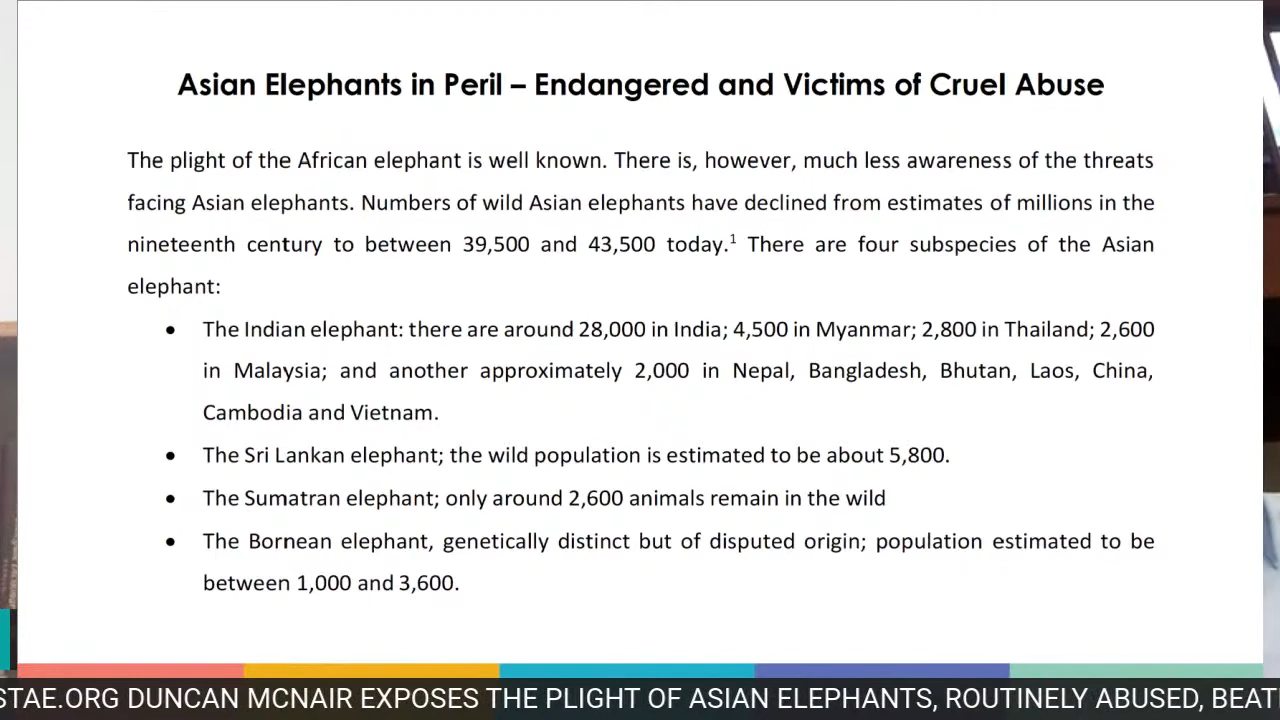 Asian Elephants in Peril – Endangered and Victims of Cruel Abuse
The plight of the African elephant is well known. There is, however, much less awareness of the threats
facing Asian elephants. Numbers of wild Asian elephants have declined from estimates of millions in the
nineteenth century to between 39,500 and 43,500 today.¹ There are four subspecies of the Asian
elephant:
• The Indian elephant: there are around 28,000 in India; 4,500 in Myanmar; 2,800 in Thailand; 2,600
in Malaysia; and another approximately 2,000 in Nepal, Bangladesh, Bhutan, Laos, China,
Cambodia and Vietnam.
• The Sri Lankan elephant; the wild population is estimated to be about 5,800.
• The Sumatran elephant; only around 2,600 animals remain in the wild
• The Bornean elephant, genetically distinct but of disputed origin; population estimated to be
between 1,000 and 3,600.
STAE.ORG DUNCAN MCNAIR EXPOSES THE PLIGHT OF ASIAN ELEPHANTS, ROUTINELY ABUSED, BEAT